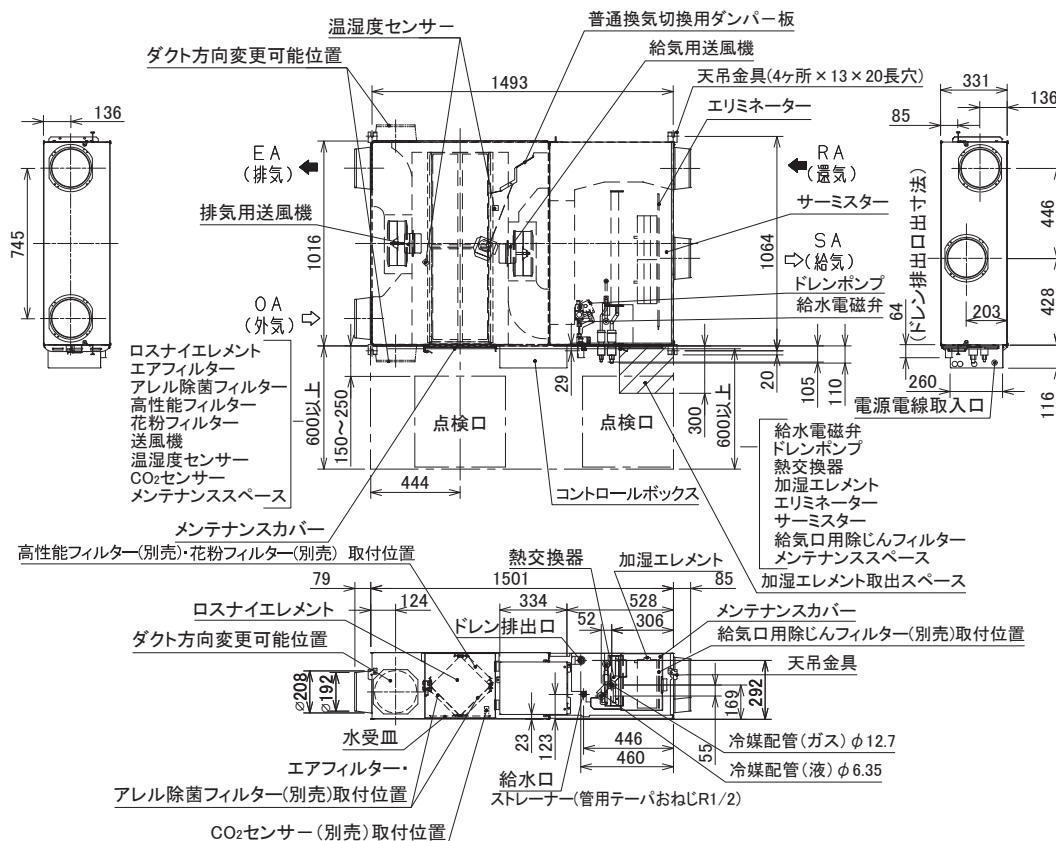 温湿度センサー
普通換気切換用ダンパー板
ダクト方向変更可能位置
給気用送風機
天吊金具(4ヶ所×13×20長穴)
エリミネーター
1493
331
136
136
85
EA
(排気)
RA
(還気)
排気用送風機
サーミスター
745
1016
1064
446
SA
(給気)
(ドレン排出口出寸法)
ドレンポンプ
給水電磁弁
OA
(外気)
64
203
428
ロスナイエレメント
エアフィルター
アレル除菌フィルター
高性能フィルター
花粉フィルター
送風機
温湿度センサー
CO₂センサー
メンテナンススペース
600以上
150～250
点検口
29
点検口
300
600以上
20
105
110
260
116
電源電線取入口
給水電磁弁
ドレンポンプ
熱交換器
加湿エレメント
エリミネーター
サーミスター
給気口用除じんフィルター
メンテナンススペース
444
コントロールボックス
メンテナンスカバー
高性能フィルター(別売)・花粉フィルター(別売) 取付位置
熱交換器
加湿エレメント
加湿エレメント取出スペース
79
1501
85
124
334
528
メンテナンスカバー
ロスナイエレメント
ドレン排出口
52
306
給気口用除じんフィルター(別売)取付位置
ダクト方向変更可能位置
天吊金具
⌀208
⌀192
169
292
水受皿
23
123
446
55
冷媒配管(ガス)φ12.7
460
エアフィルター・
アレル除菌フィルター(別売)取付位置
給水口
冷媒配管(液)φ6.35
ストレーナー(管用テーパおねじR1/2)
CO₂センサー(別売)取付位置